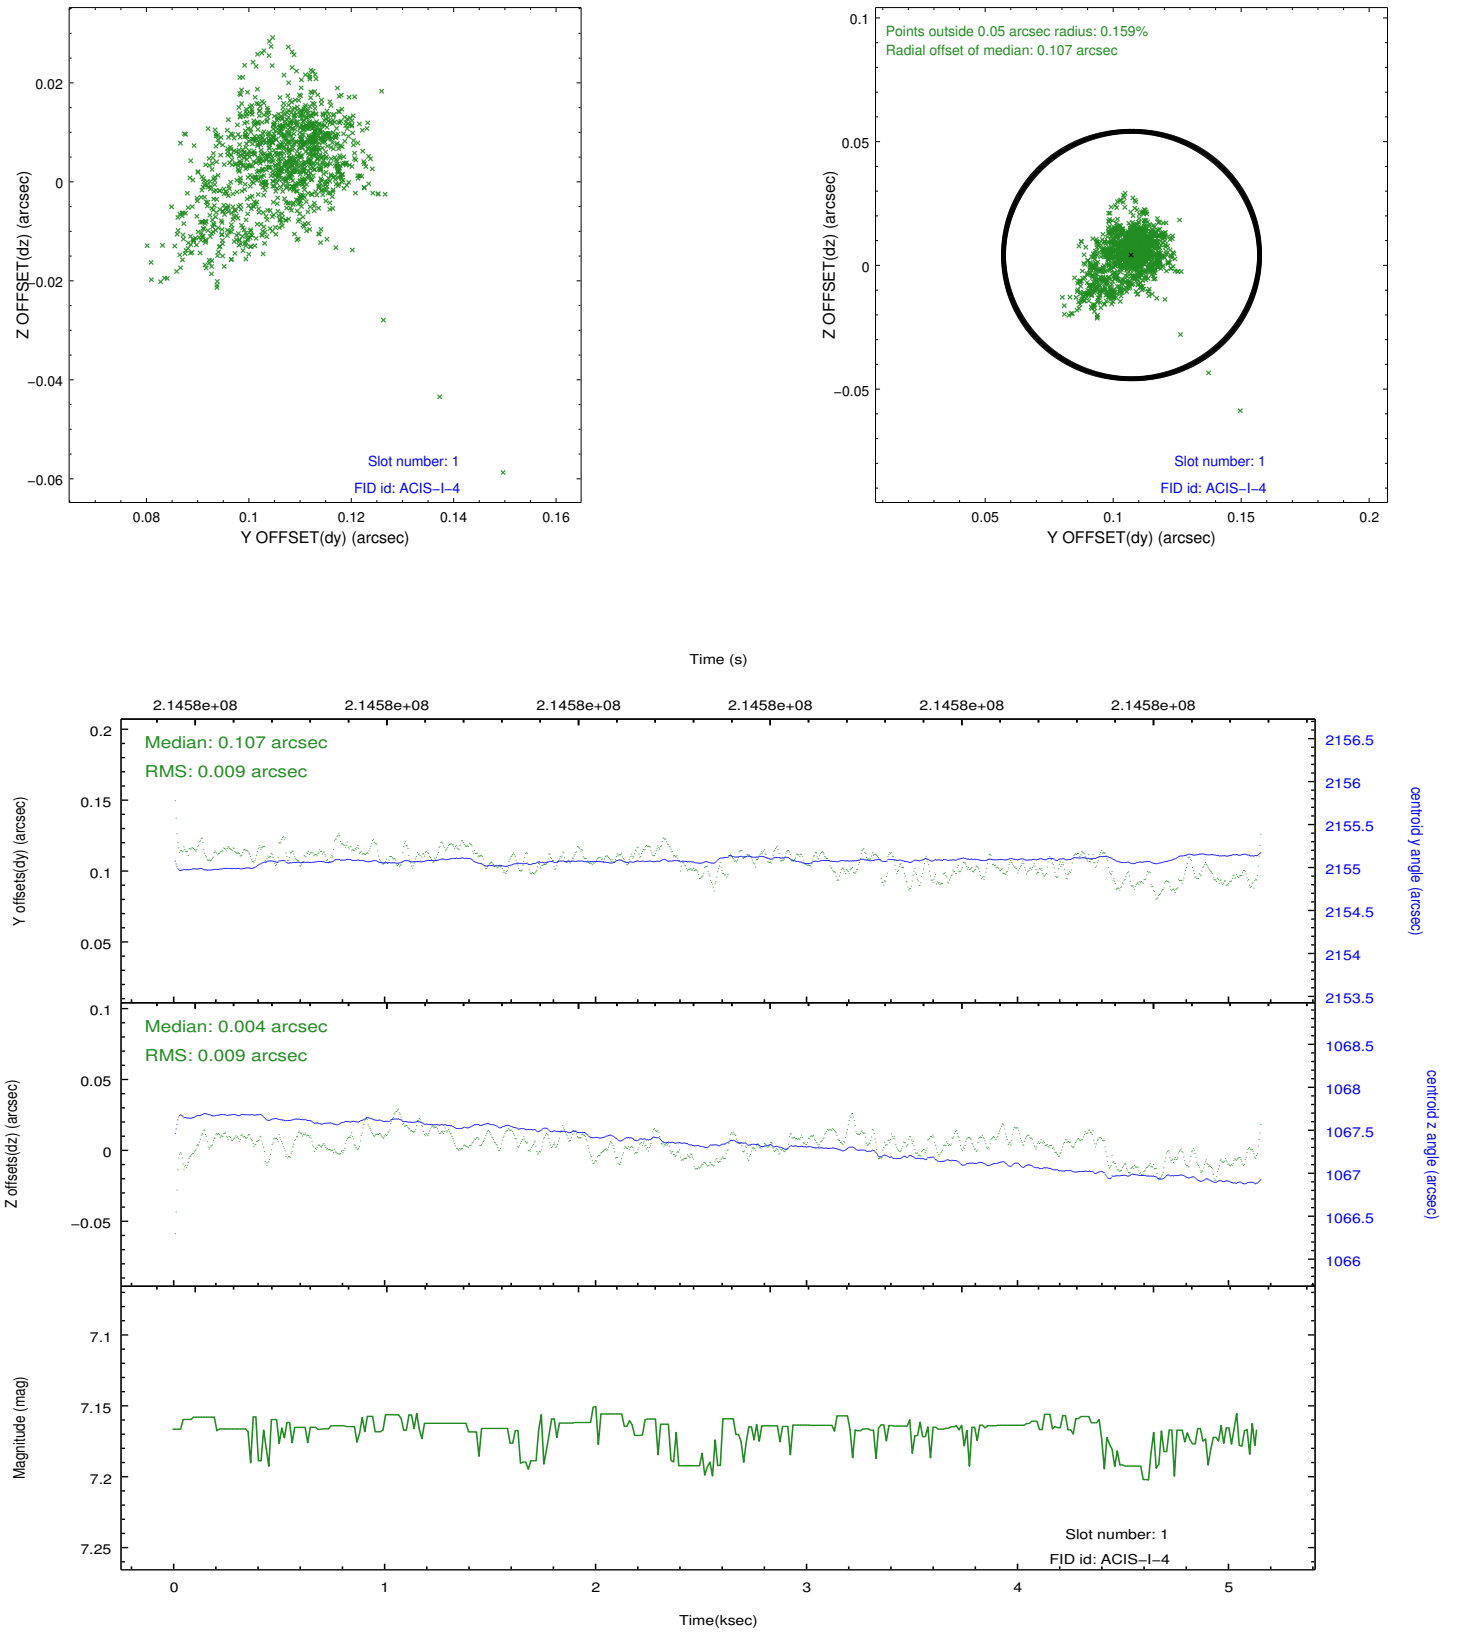 0.02
0
−0.02
−0.04
−0.06
Z OFFSET(dz) (arcsec)
Slot number: 1
FID id: ACIS−I−4
0.08
0.1
0.12
0.14
0.16
Y OFFSET(dy) (arcsec)
Points outside 0.05 arcsec radius: 0.159%
Radial offset of median: 0.107 arcsec
0.1
0.05
0
−0.05
Z OFFSET(dz) (arcsec)
Slot number: 1
FID id: ACIS−I−4
0.05
0.1
0.15
0.2
Y OFFSET(dy) (arcsec)
Time (s)
2.1458e+08
2.1458e+08
2.1458e+08
2.1458e+08
2.1458e+08
2.1458e+08
Median: 0.107 arcsec
RMS: 0.009 arcsec
0.2
0.15
0.1
0.05
Y offsets(dy) (arcsec)
2156.5
2156
2155.5
2155
2154.5
2154
2153.5
centroid y angle (arcsec)
Median: 0.004 arcsec
RMS: 0.009 arcsec
0.1
0.05
0
−0.05
Z offsets(dz) (arcsec)
1068.5
1068
1067.5
1067
1066.5
1066
centroid z angle (arcsec)
7.1
7.15
7.2
7.25
Magnitude (mag)
Slot number: 1
FID id: ACIS−I−4
0
1
2
3
4
5
Time(ksec)